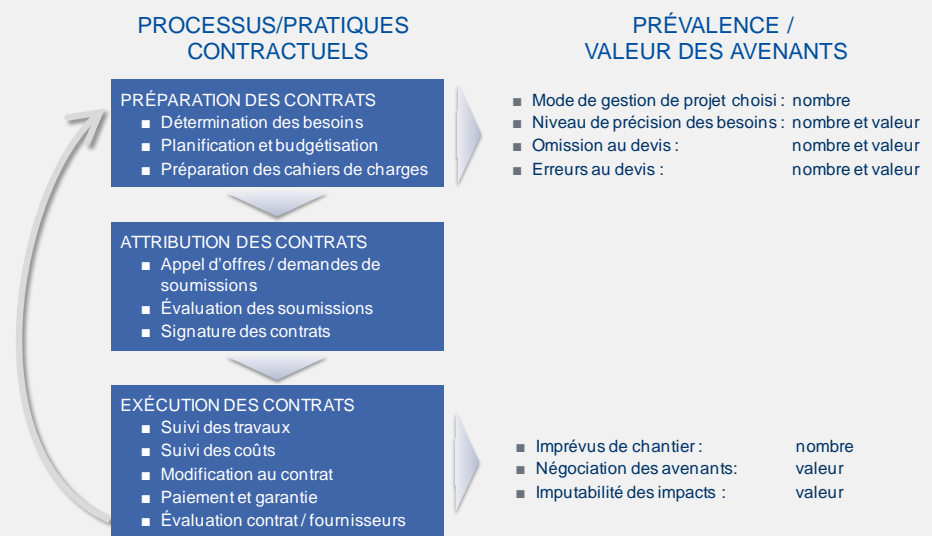 PROCESSUS/PRATIQUES
CONTRACTUELS
PRÉVALENCE /
VALEUR DES AVENANTS
PRÉPARATION DES CONTRATS
■ Détermination des besoins
■ Planification et budgétisation
■ Préparation des cahiers de charges
■ Mode de gestion de projet choisi : nombre
■ Niveau de précision des besoins : nombre et valeur
■ Omission au devis : nombre et valeur
■ Erreurs au devis : nombre et valeur
ATTRIBUTION DES CONTRATS
■ Appel d'offres / demandes de
soumissions
■ Évaluation des soumissions
■ Signature des contrats
EXÉCUTION DES CONTRATS
■ Suivi des travaux
■ Suivi des coûts
■ Modification au contrat
■ Paiement et garantie
■ Évaluation contrat / fournisseurs
■ Imprévus de chantier : nombre
■ Négociation des avenants: valeur
■ Imputabilité des impacts : valeur